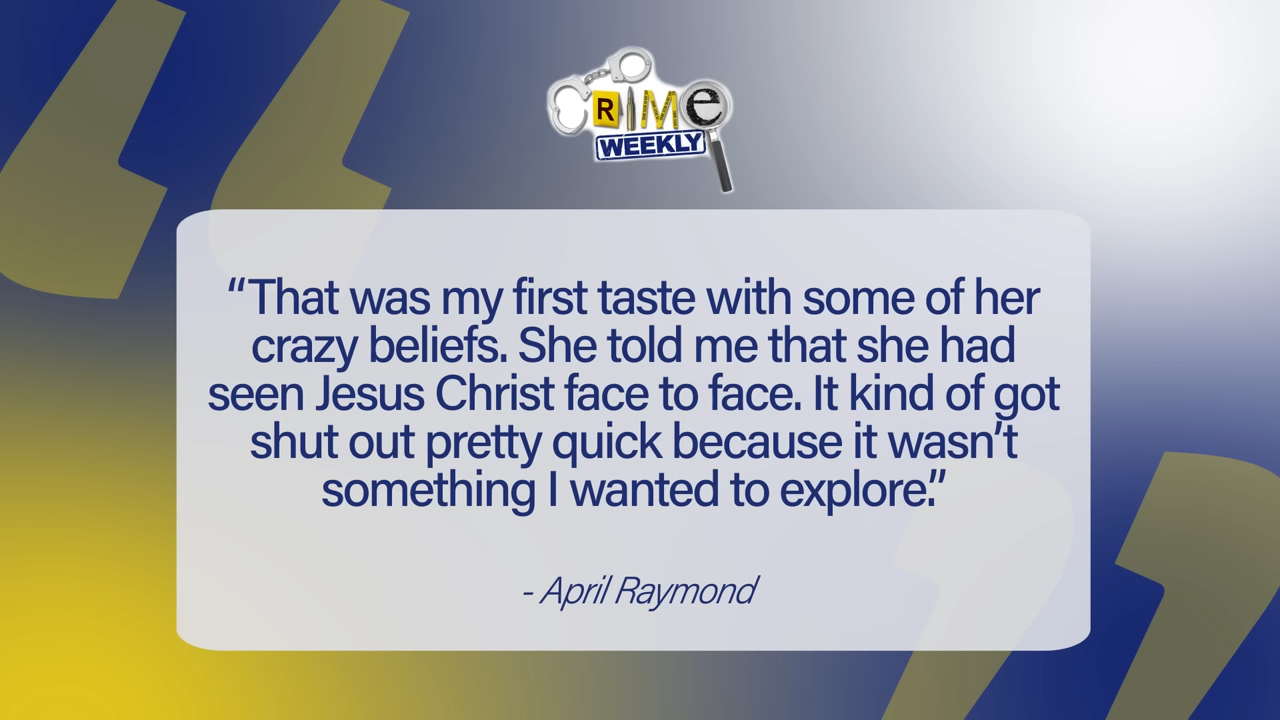 CRIMe
WEEKLY
“That was my first taste with some of her
crazy beliefs. She told me that she had
seen Jesus Christ face to face. It kind of got
shut out pretty quick because it wasn’t
something I wanted to explore.”
- April Raymond